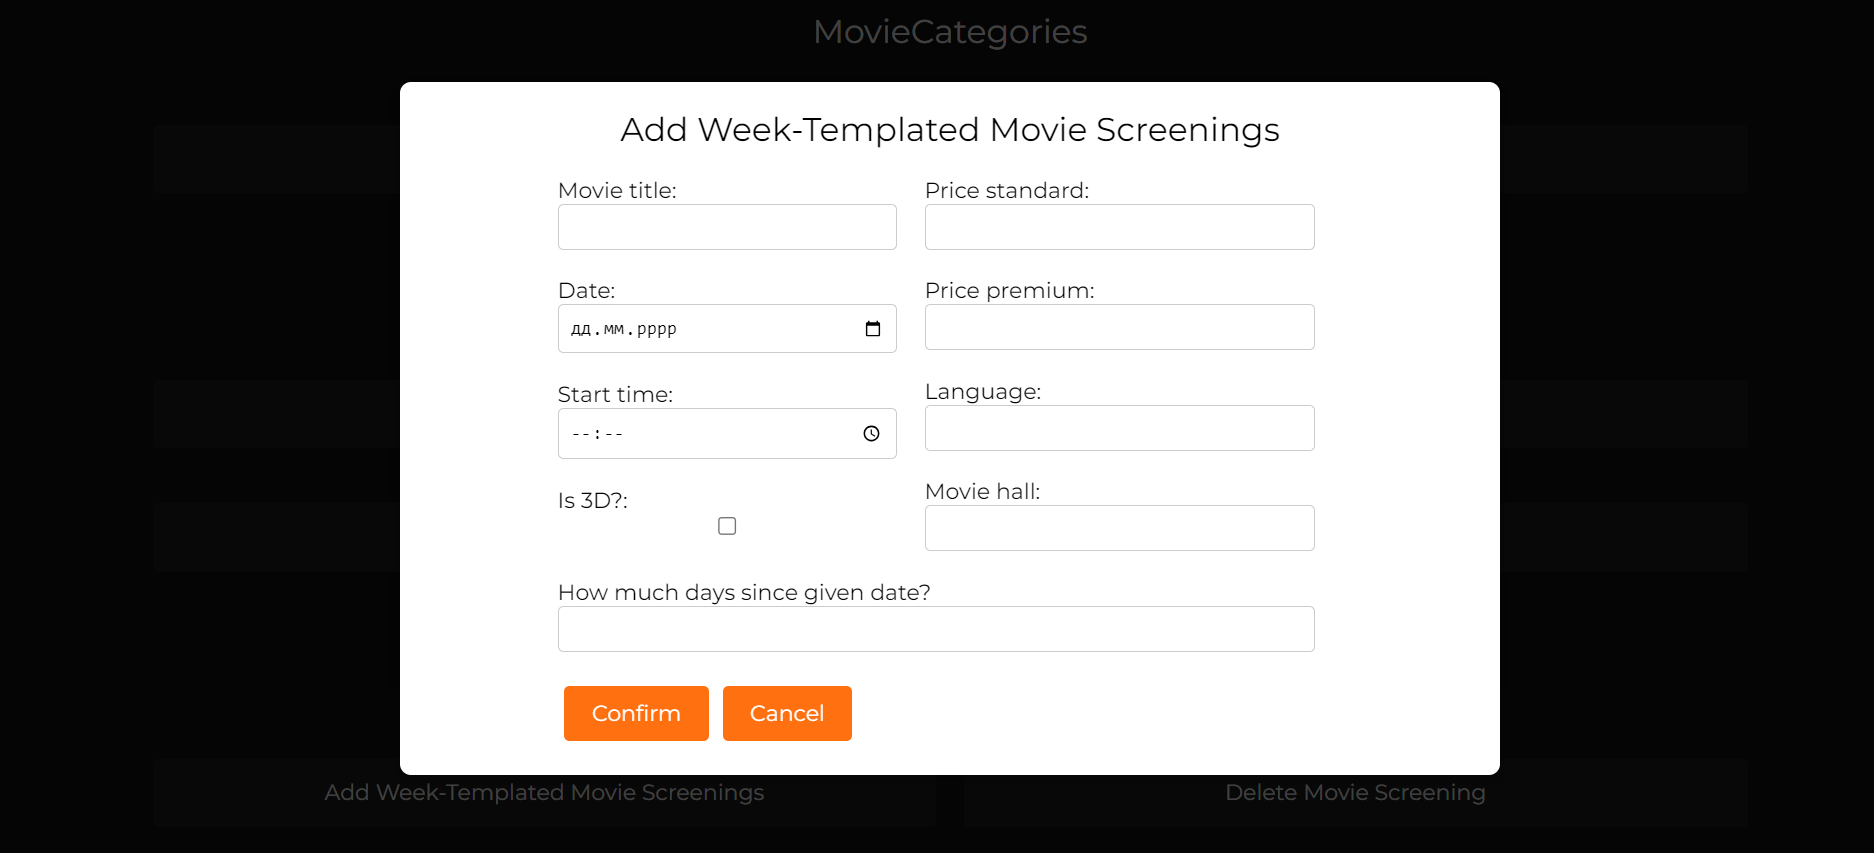 MovieCategories
Add Week-Templated Movie Screenings
Movie title:
Price standard:
Date:
дд.мм.рррр
Price premium:
Start time:
--:--
Language:
Is 3D?:
Movie hall:
How much days since given date?
Confirm
Cancel
Add Week-Templated Movie Screenings
Delete Movie Screening